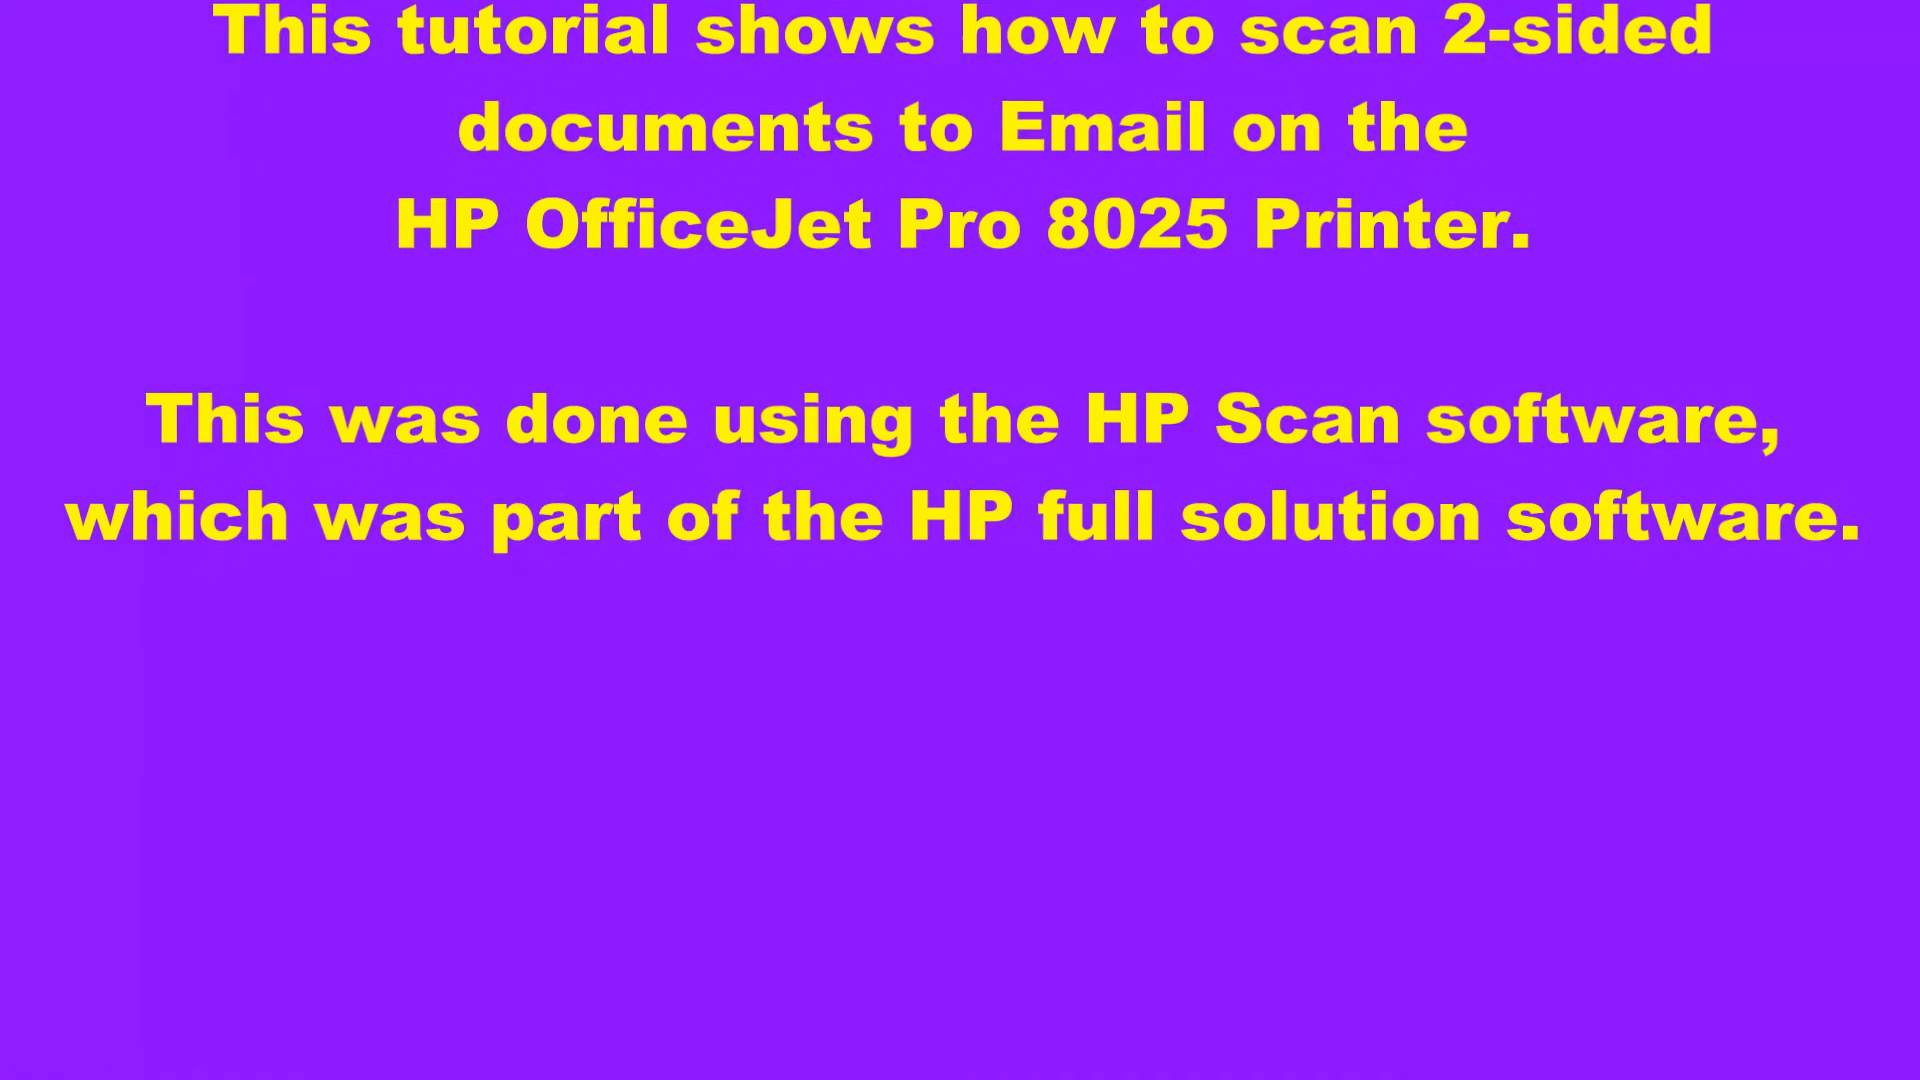 This tutorial shows how to scan 2-sided
documents to Email on the
HP OfficeJet Pro 8025 Printer.
This was done using the HP Scan software,
which was part of the HP full solution software.